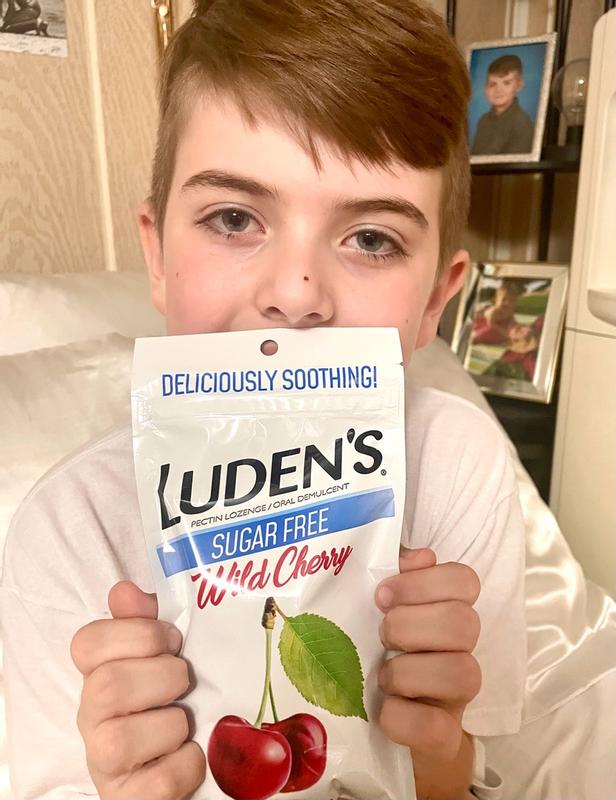 DELICIOUSLY SOOTHING!
LUDEN'S®
PECTIN LOZENGE / ORAL DEMULCENT
SUGAR FREE
Wild Cherry